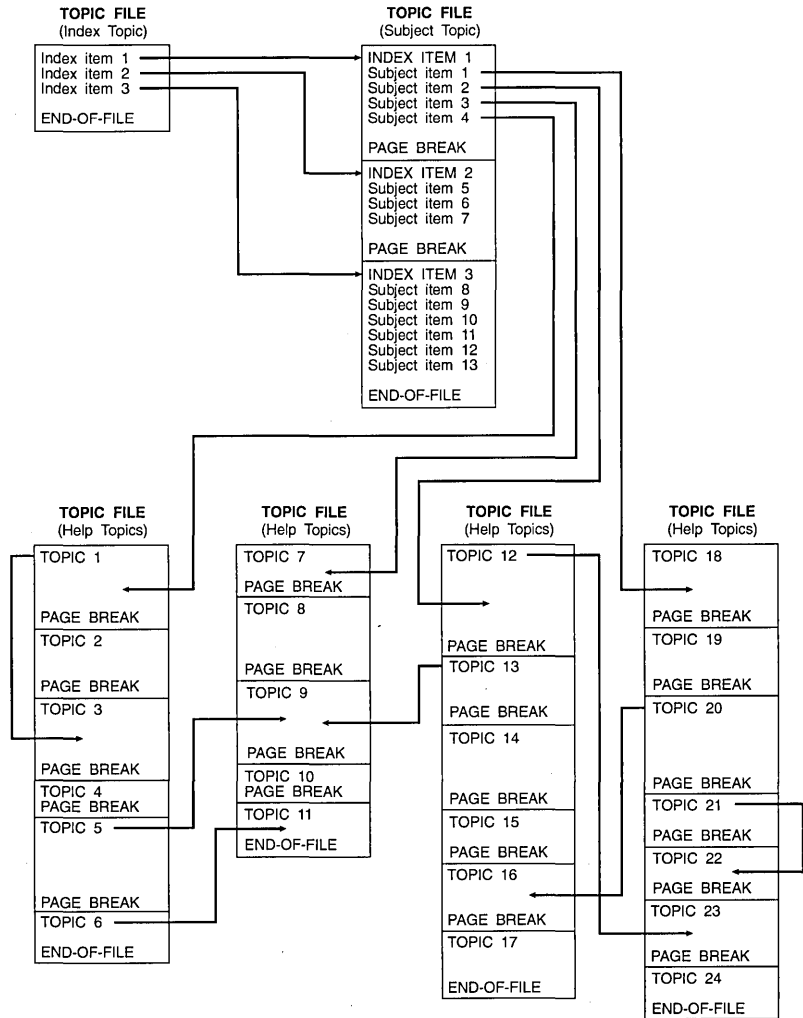 TOPIC FILE
(Index Topic)
Index item 1
Index item 2
Index item 3
END-OF-FILE
TOPIC FILE
(Subject Topic)
INDEX ITEM 1
Subject item 1
Subject item 2
Subject item 3
Subject item 4
PAGE BREAK
INDEX ITEM 2
Subject item 5
Subject item 6
Subject item 7
PAGE BREAK
INDEX ITEM 3
Subject item 8
Subject item 9
Subject item 10
Subject item 11
Subject item 12
Subject item 13
END-OF-FILE
TOPIC FILE
(Help Topics)
TOPIC 1
PAGE BREAK
TOPIC 2
PAGE BREAK
TOPIC 3
PAGE BREAK
TOPIC 4
PAGE BREAK
TOPIC 5
PAGE BREAK
TOPIC 6
END-OF-FILE
TOPIC FILE
(Help Topics)
TOPIC 7
PAGE BREAK
TOPIC 8
PAGE BREAK
TOPIC 9
PAGE BREAK
TOPIC 10
PAGE BREAK
TOPIC 11
END-OF-FILE
TOPIC FILE
(Help Topics)
TOPIC 12
PAGE BREAK
TOPIC 13
PAGE BREAK
TOPIC 14
PAGE BREAK
TOPIC 15
PAGE BREAK
TOPIC 16
PAGE BREAK
TOPIC 17
END-OF-FILE
TOPIC FILE
(Help Topics)
TOPIC 18
PAGE BREAK
TOPIC 19
PAGE BREAK
TOPIC 20
PAGE BREAK
TOPIC 21
PAGE BREAK
TOPIC 22
PAGE BREAK
TOPIC 23
PAGE BREAK
TOPIC 24
END-OF-FILE